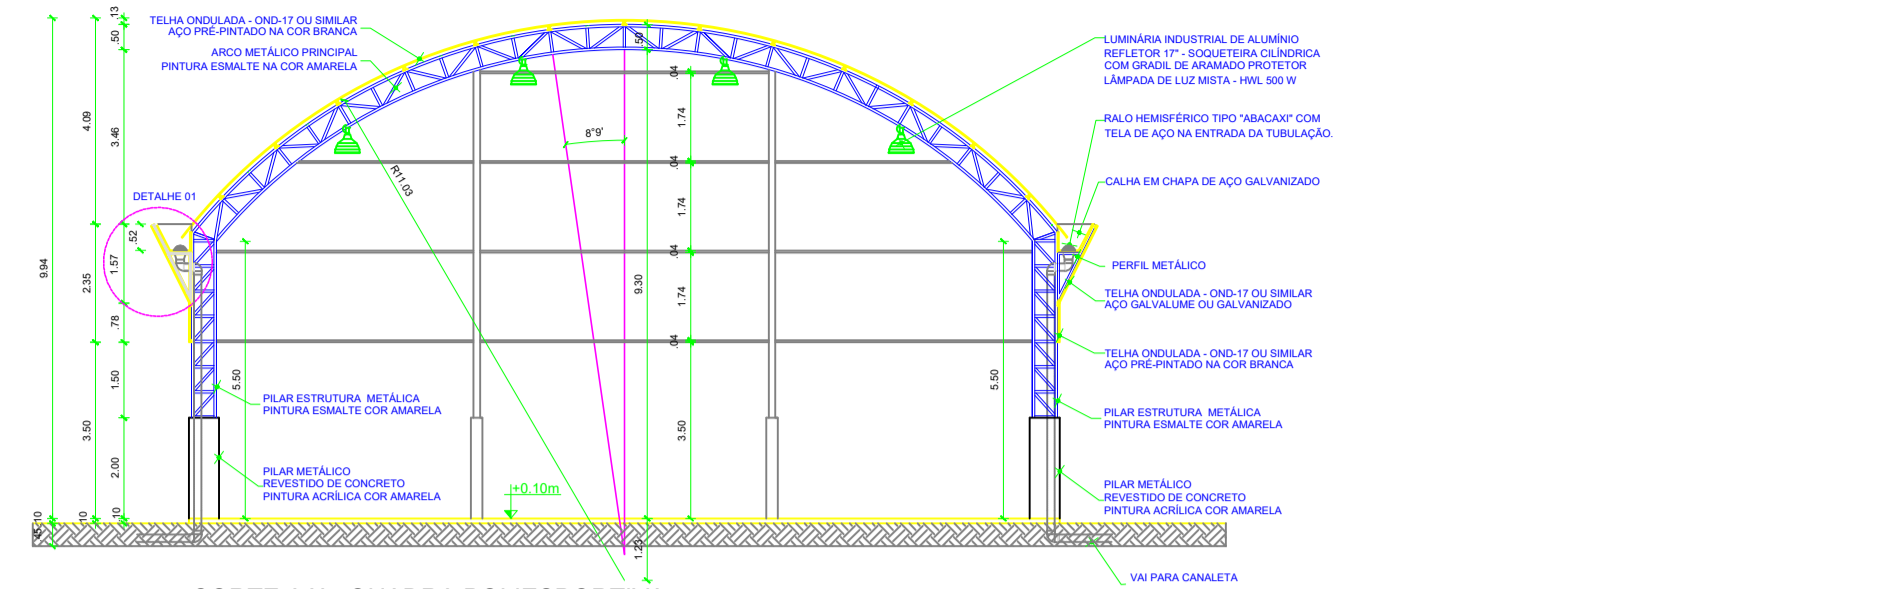 TELHA ONDULADA - OND-17 OU SIMILAR
AÇO PRÉ-PINTADO NA COR BRANCA
ARCO METÁLICO PRINCIPAL
PINTURA ESMALTE NA COR AMARELA
DETALHE 01
.13
.50
4.09
3.46
.52
9.94
2.35
1.57
.78
1.50
3.50
2.00
.10
.10
.10
.45
5.50
R11.03
8°9'
.50
.04
1.74
.04
1.74
.04
9.30
1.74
.04
3.50
5.50
1.23
+0.10m
PILAR ESTRUTURA METÁLICA
PINTURA ESMALTE COR AMARELA
PILAR METÁLICO
REVESTIDO DE CONCRETO
PINTURA ACRÍLICA COR AMARELA
LUMINÁRIA INDUSTRIAL DE ALUMÍNIO
REFLETOR 17" - SOQUETEIRA CILÍNDRICA
COM GRADIL DE ARAMADO PROTETOR
LÂMPADA DE LUZ MISTA - HWL 500 W
RALO HEMISFÉRICO TIPO "ABACAXI" COM
TELA DE AÇO NA ENTRADA DA TUBULAÇÃO.
CALHA EM CHAPA DE AÇO GALVANIZADO
PERFIL METÁLICO
TELHA ONDULADA - OND-17 OU SIMILAR
AÇO GALVALUME OU GALVANIZADO
TELHA ONDULADA - OND-17 OU SIMILAR
AÇO PRÉ-PINTADO NA COR BRANCA
PILAR ESTRUTURA METÁLICA
PINTURA ESMALTE COR AMARELA
PILAR METÁLICO
REVESTIDO DE CONCRETO
PINTURA ACRÍLICA COR AMARELA
VAI PARA CANALETA